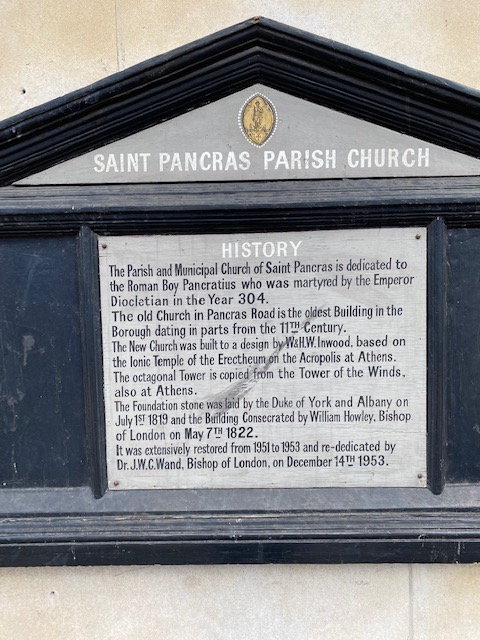 SAINT PANCRAS PARISH CHURCH
HISTORY
The Parish and Municipal Church of Saint Pancras is dedicated to
the Roman Boy Pancratius who was martyred by the Emperor
Diocletian in the Year 304.
The old Church in Pancras Road is the oldest Building in the
Borough dating in parts from the 11TH Century.
The New Church was built to a design by W&H.W. Inwood, based on
the Ionic Temple of the Erectheum on the Acropolis at Athens.
The octagonal Tower is copied from the Tower of the Winds,
also at Athens.
The Foundation stone was laid by the Duke of York and Albany on
July 1ST 1819 and the Building Consecrated by William Howley, Bishop
of London on May 7TH 1822.
It was extensively restored from 1951 to 1953 and re-dedicated by
Dr. J.W.C. Wand, Bishop of London, on December 14TH 1953.